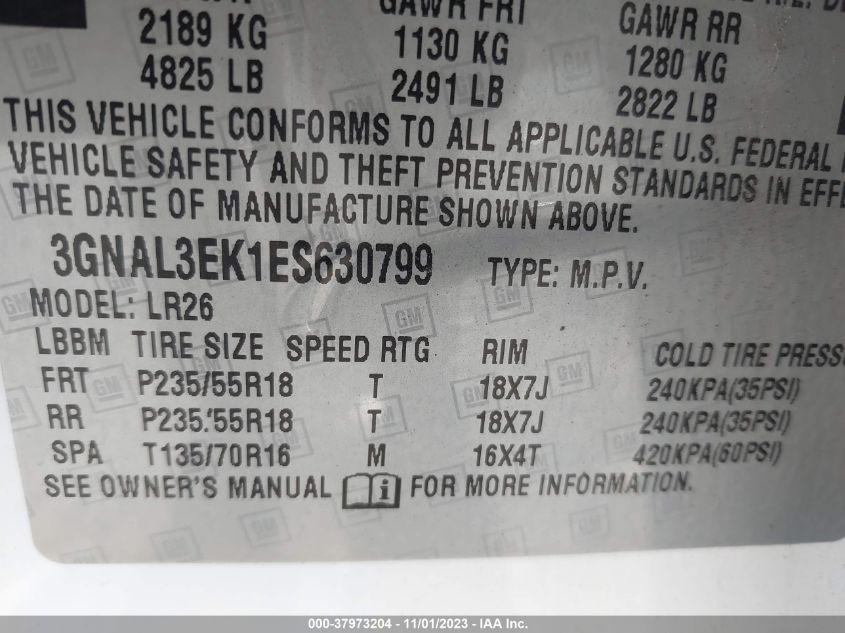 GAWR FRT GAWR RR
2189 KG 1130 KG 1280 KG
4825 LB 2491 LB 2822 LB
THIS VEHICLE CONFORMS TO ALL APPLICABLE U.S. FEDERAL
VEHICLE SAFETY AND THEFT PREVENTION STANDARDS IN EFFE
THE DATE OF MANUFACTURE SHOWN ABOVE.
3GNAL3EK1ES630799 TYPE: M.P.V.
MODEL: LR26
LBBM TIRE SIZE SPEED RTG RIM COLD TIRE PRESS
FRT P235/55R18 T 18X7J 240KPA(35PSI)
RR P235/55R18 T 18X7J 240KPA(35PSI)
SPA T135/70R16 M 16X4T 420KPA(60PSI)
SEE OWNER'S MANUAL i FOR MORE INFORMATION.
GM
000-37973204 - 11/01/2023 - IAA Inc.